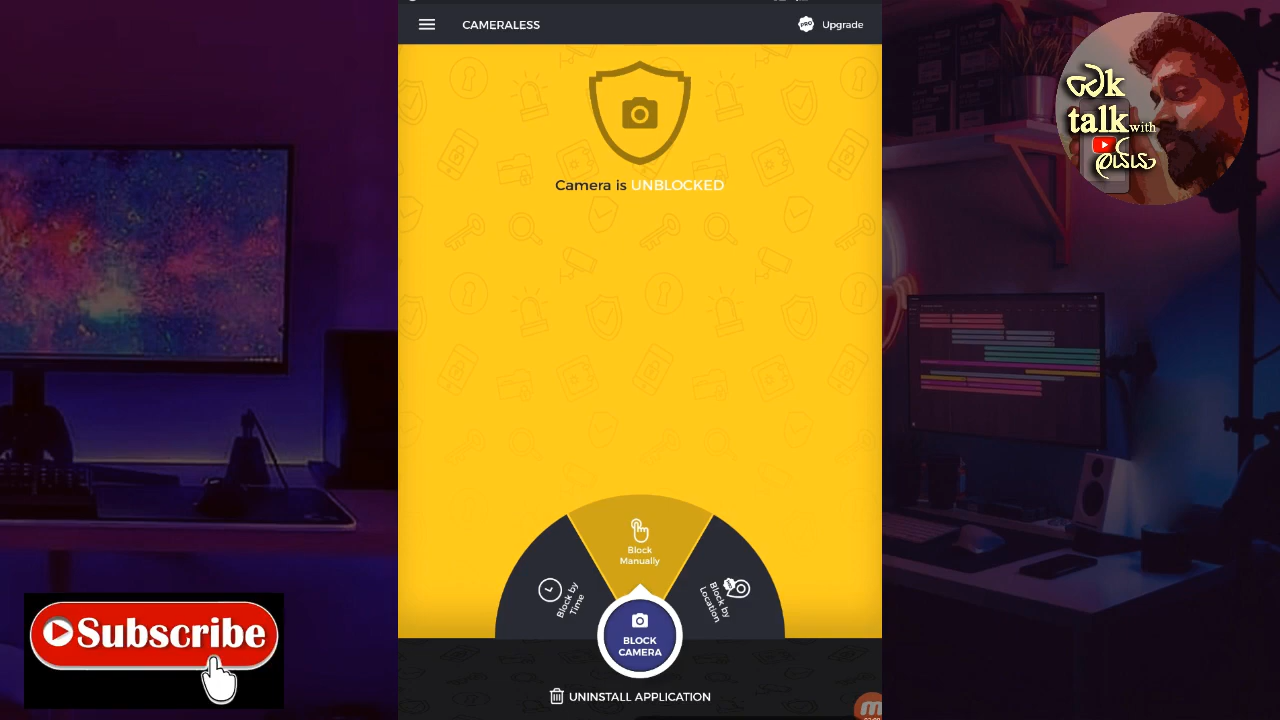 CAMERALESS
PRO
Upgrade
Camera is UNBLOCKED
Block
Manually
Block by
Time
Block by
Location
BLOCK
CAMERA
UNINSTALL APPLICATION
Subscribe
talk with